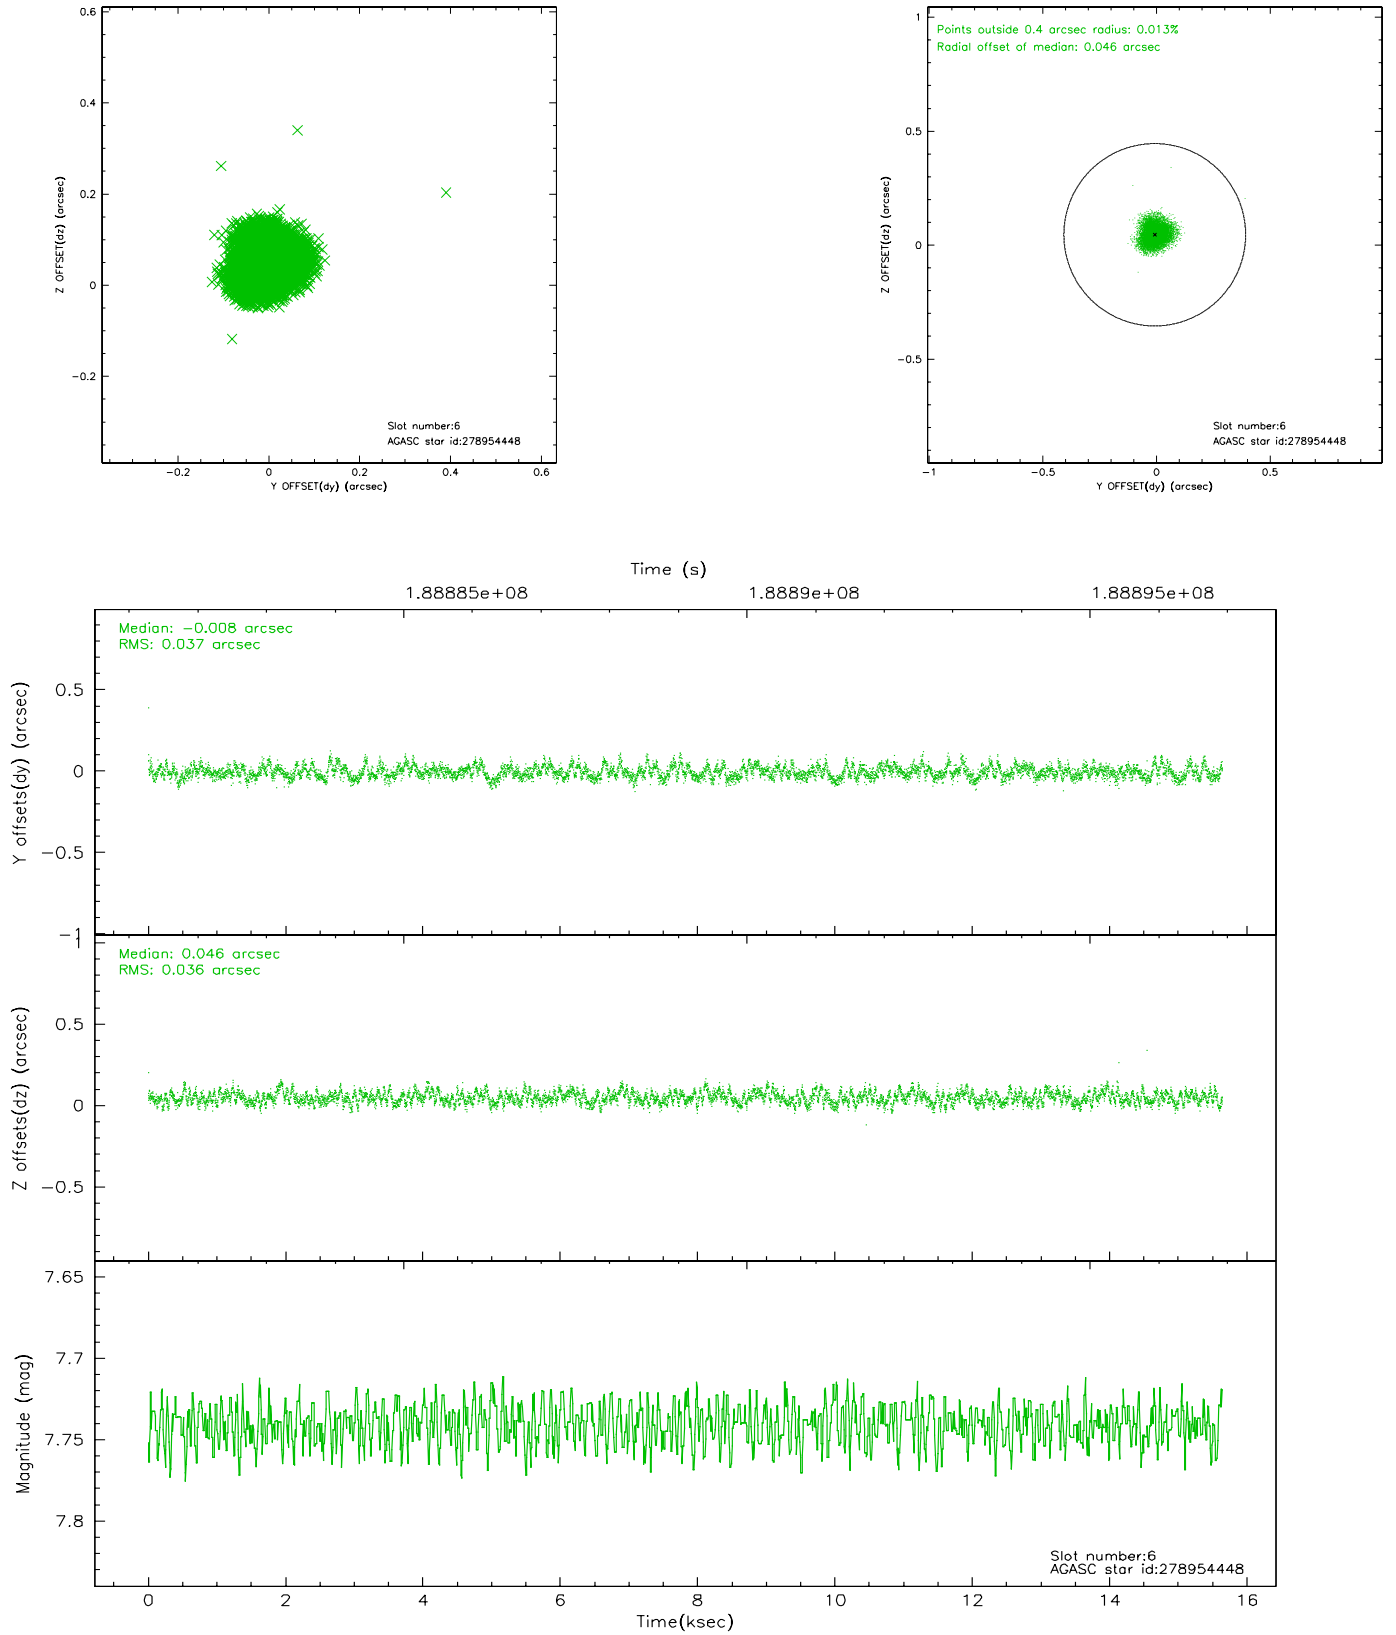 0.6
0.4
0.2
0
−0.2
Z OFFSET(dz) (arcsec)
Slot number:6
AGASC star id:278954448
−0.2 0 0.2 0.4 0.6
Y OFFSET(dy) (arcsec)
Points outside 0.4 arcsec radius: 0.013%
Radial offset of median: 0.046 arcsec
1
0.5
0
−0.5
Z OFFSET(dz) (arcsec)
Slot number:6
AGASC star id:278954448
−1 −0.5 0 0.5
Y OFFSET(dy) (arcsec)
Time (s)
1.88885e+08 1.8889e+08 1.88895e+08
Median: −0.008 arcsec
RMS: 0.037 arcsec
0.5
0
−0.5
−1
Y offsets(dy) (arcsec)
Median: 0.046 arcsec
RMS: 0.036 arcsec
1
0.5
0
−0.5
Z offsets(dz) (arcsec)
7.65
7.7
7.75
7.8
Magnitude (mag)
Slot number:6
AGASC star id:278954448
0 2 4 6 8 10 12 14 16
Time(ksec)